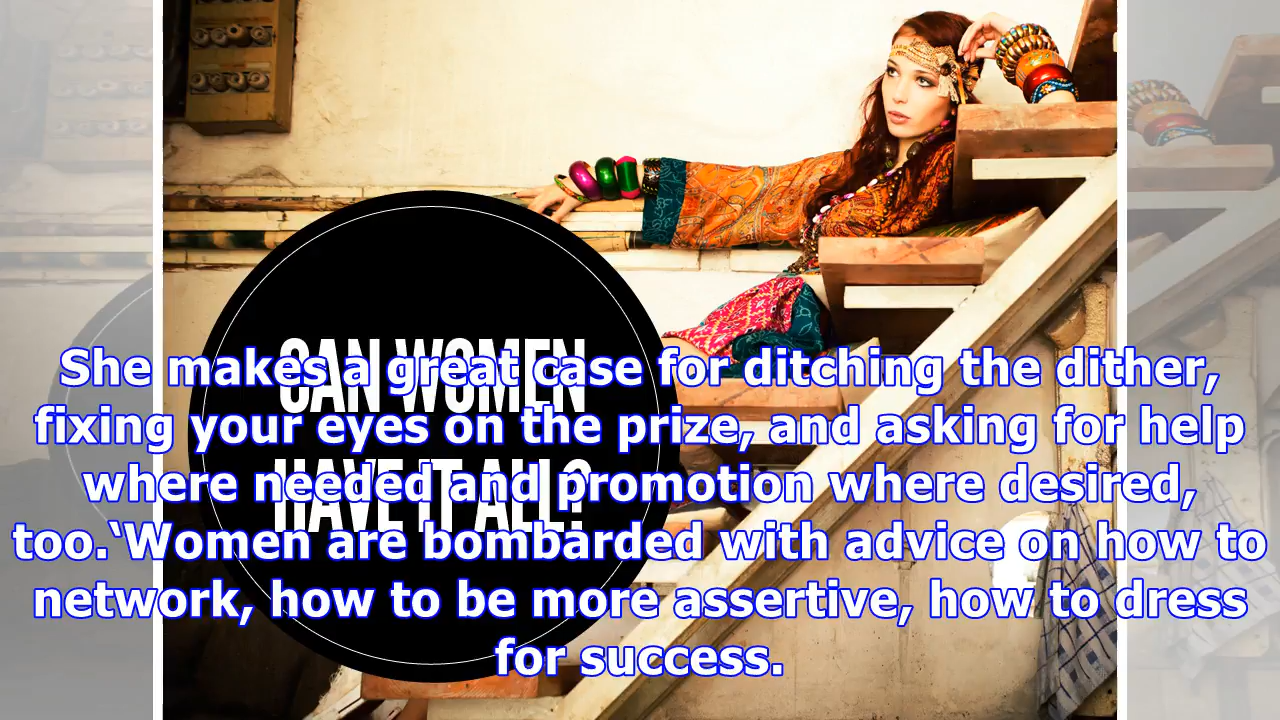 CAN WOMEN
HAVE IT ALL?
She makes a great case for ditching the dither,
fixing your eyes on the prize, and asking for help
where needed and promotion where desired,
too.‘Women are bombarded with advice on how to
network, how to be more assertive, how to dress
for success.